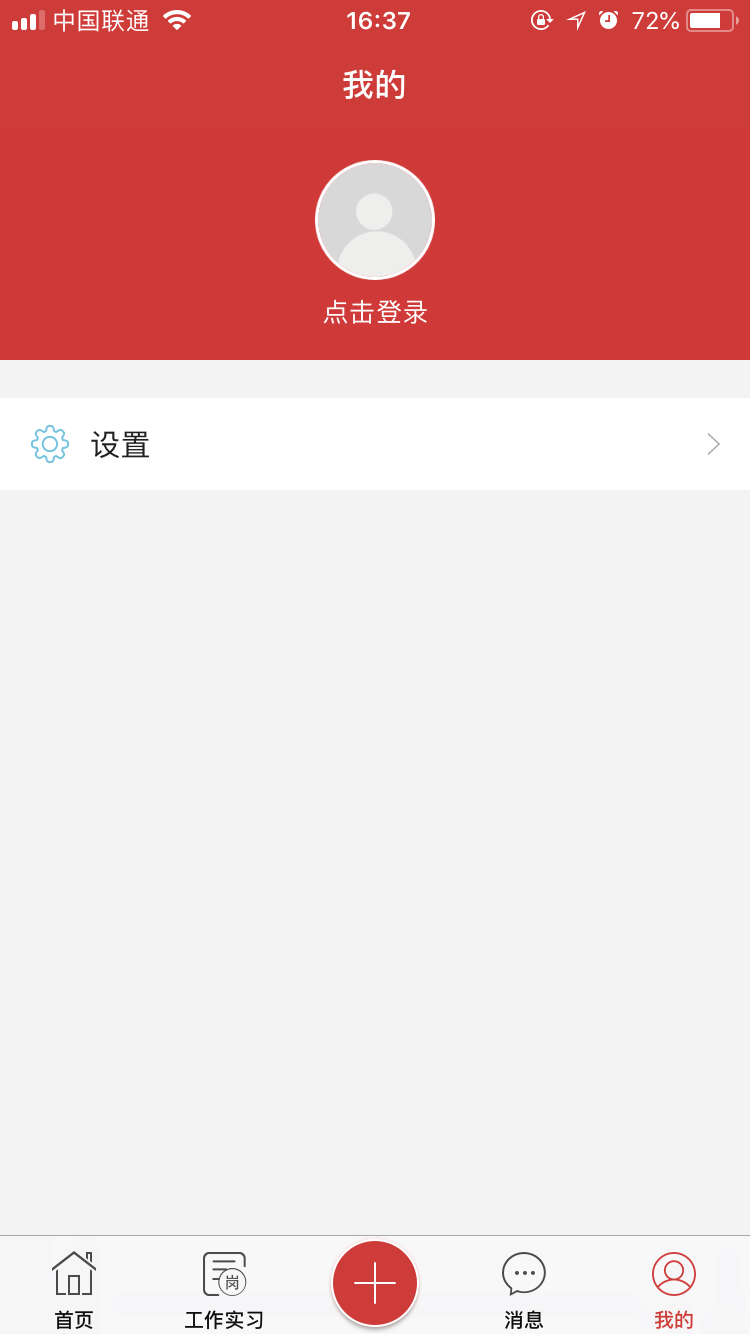 中国联通 16:37 72%
我的
点击登录
设置
岗
首页 工作实习 消息 我的